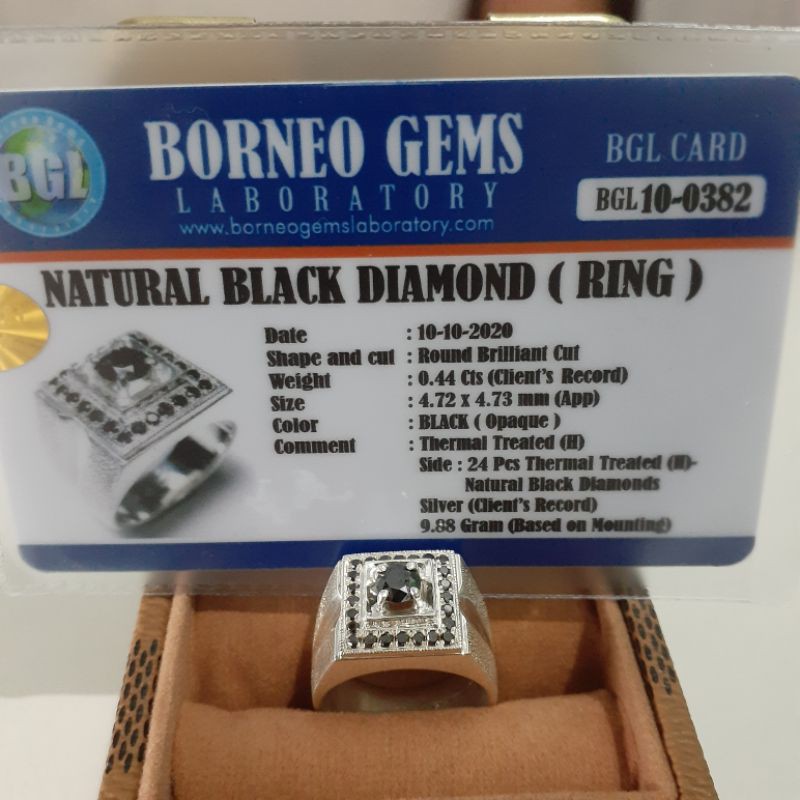 BGL
BORNEO GEMS
LABORATORY
www.borneogemslaboratory.com
BGL CARD
BGL 10-0382
NATURAL BLACK DIAMOND ( RING )
Date : 10-10-2020
Shape and cut : Round Brilliant Cut
Weight : 0.44 Cts (Client's Record)
Size : 4.72 x 4.73 mm (App)
Color : BLACK ( Opaque )
Comment : Thermal Treated (H)
Side : 24 Pcs Thermal Treated (H)-
Natural Black Diamonds
Silver (Client's Record)
9.88 Gram (Based on Mounting)